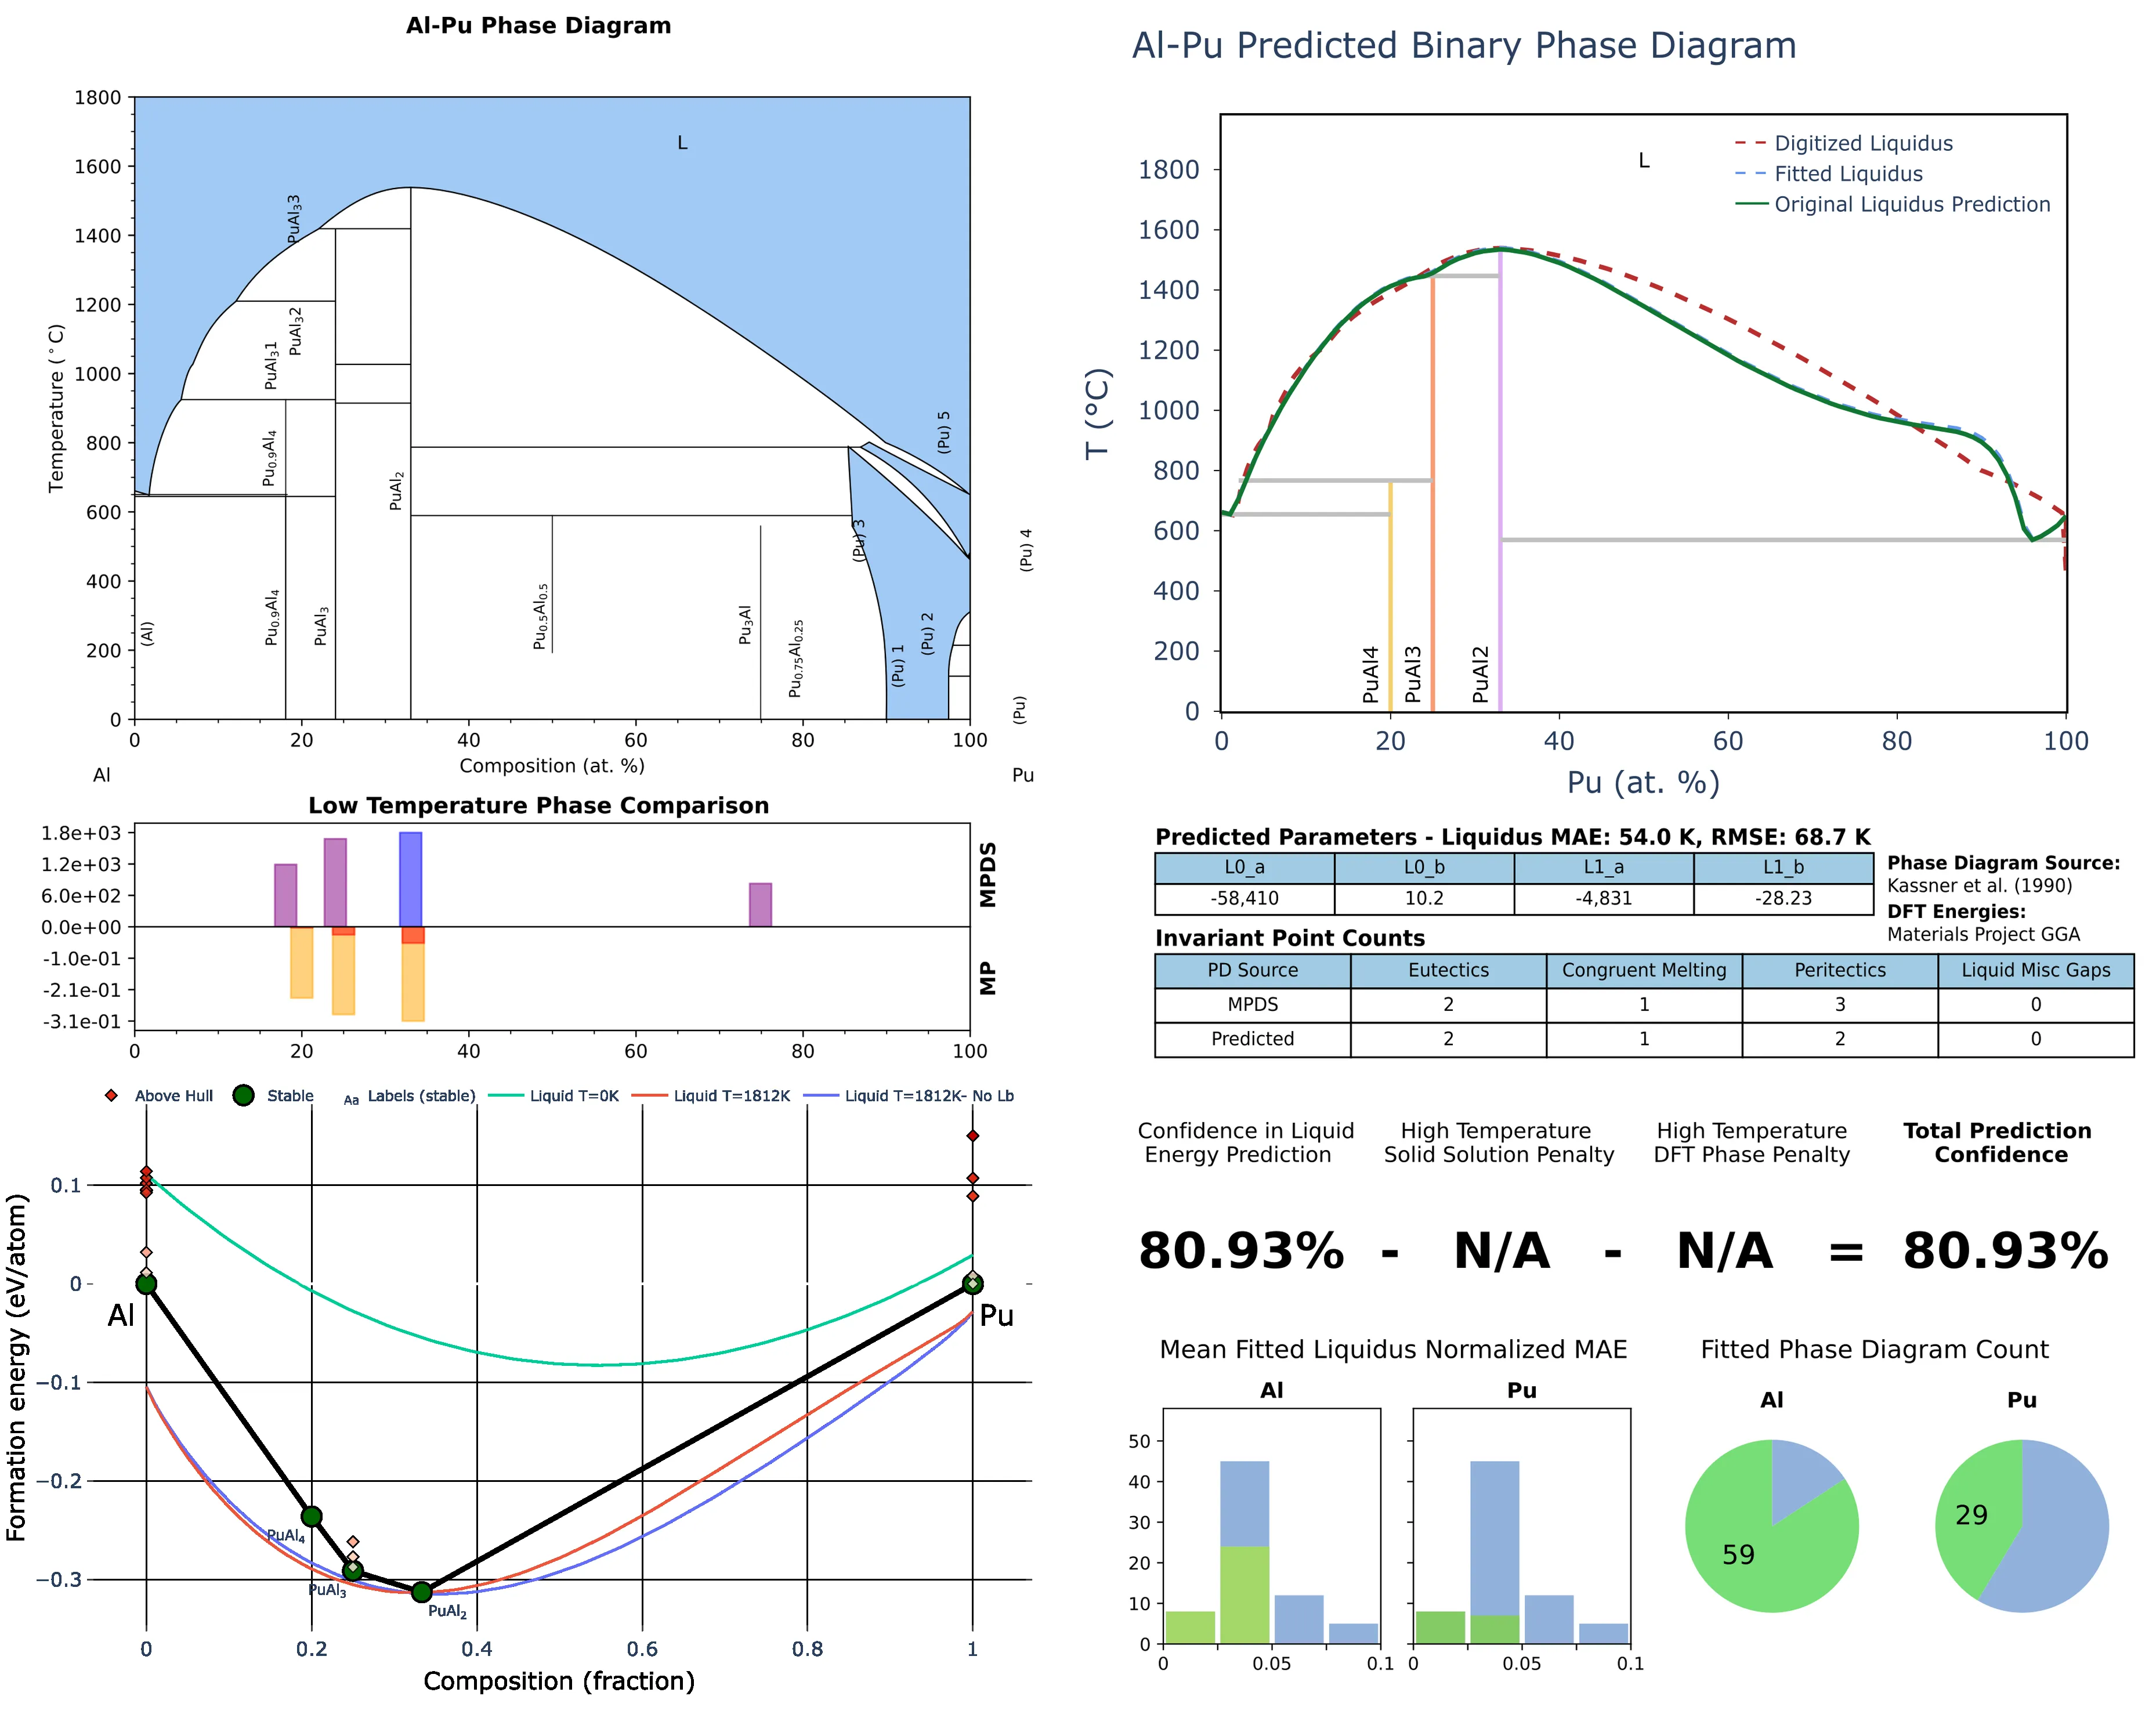 Al-Pu Phase Diagram
1800
1600
1400
1200
1000
800
600
400
200
0
Temperature (°C)
L
PuAl₃3
PuAl₃2
PuAl₃1
Pu₀.₉Al₄
PuAl₂
(Al)
Pu₀.₉Al₄
PuAl₃
Pu₀.₅Al₀.₅
Pu₃Al
Pu₀.₇₅Al₀.₂₅
(Pu) 5
(Pu) 3
(Pu) 4
(Pu) 2
(Pu) 1
(Pu)
0 20 40 60 80 100
Composition (at. %)
Al Pu
Low Temperature Phase Comparison
1.8e+03
1.2e+03
6.0e+02
0.0e+00
-1.0e-01
-2.1e-01
-3.1e-01
MPDS
MP
0 20 40 60 80 100
Above Hull Stable Aa Labels (stable) Liquid T=0K Liquid T=1812K Liquid T=1812K- No Lb
0.1
0
−0.1
−0.2
−0.3
Formation energy (eV/atom)
Al
Pu
PuAl₄
PuAl₃
PuAl₂
0 0.2 0.4 0.6 0.8 1
Composition (fraction)
Al-Pu Predicted Binary Phase Diagram
1800
1600
1400
1200
1000
800
600
400
200
0
T (°C)
L
Digitized Liquidus
Fitted Liquidus
Original Liquidus Prediction
PuAl4
PuAl3
PuAl2
0 20 40 60 80 100
Pu (at. %)
Predicted Parameters - Liquidus MAE: 54.0 K, RMSE: 68.7 K
L0_a L0_b L1_a L1_b
-58,410 10.2 -4,831 -28.23
Phase Diagram Source:
Kassner et al. (1990)
DFT Energies:
Materials Project GGA
Invariant Point Counts
PD Source Eutectics Congruent Melting Peritectics Liquid Misc Gaps
MPDS 2 1 3 0
Predicted 2 1 2 0
Confidence in Liquid
Energy Prediction
High Temperature
Solid Solution Penalty
High Temperature
DFT Phase Penalty
Total Prediction
Confidence
80.93% - N/A - N/A = 80.93%
Mean Fitted Liquidus Normalized MAE
Al
Pu
50
40
30
20
10
0
0 0.05 0.1
0 0.05 0.1
Fitted Phase Diagram Count
Al
Pu
59
29